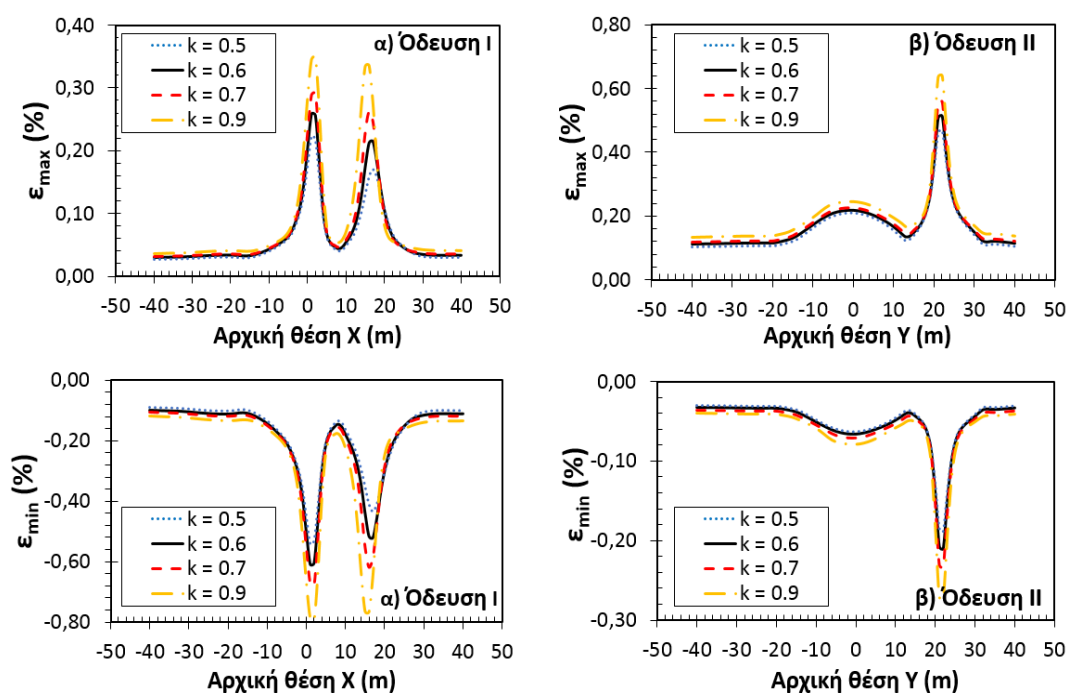 α) Όδευση I
k = 0.5
k = 0.6
k = 0.7
k = 0.9
εmax (%)
0,40
0,30
0,20
0,10
0,00
-50 -40 -30 -20 -10 0 10 20 30 40 50
Αρχική θέση X (m)
β) Όδευση II
k = 0.5
k = 0.6
k = 0.7
k = 0.9
εmax (%)
0,80
0,60
0,40
0,20
0,00
-50 -40 -30 -20 -10 0 10 20 30 40 50
Αρχική θέση Y (m)
εmin (%)
0,00
-0,20
-0,40
-0,60
-0,80
k = 0.5
k = 0.6
k = 0.7
k = 0.9
α) Όδευση I
-50 -40 -30 -20 -10 0 10 20 30 40 50
Αρχική θέση X (m)
εmin (%)
0,00
-0,10
-0,20
-0,30
k = 0.5
k = 0.6
k = 0.7
k = 0.9
β) Όδευση II
-50 -40 -30 -20 -10 0 10 20 30 40 50
Αρχική θέση Y (m)